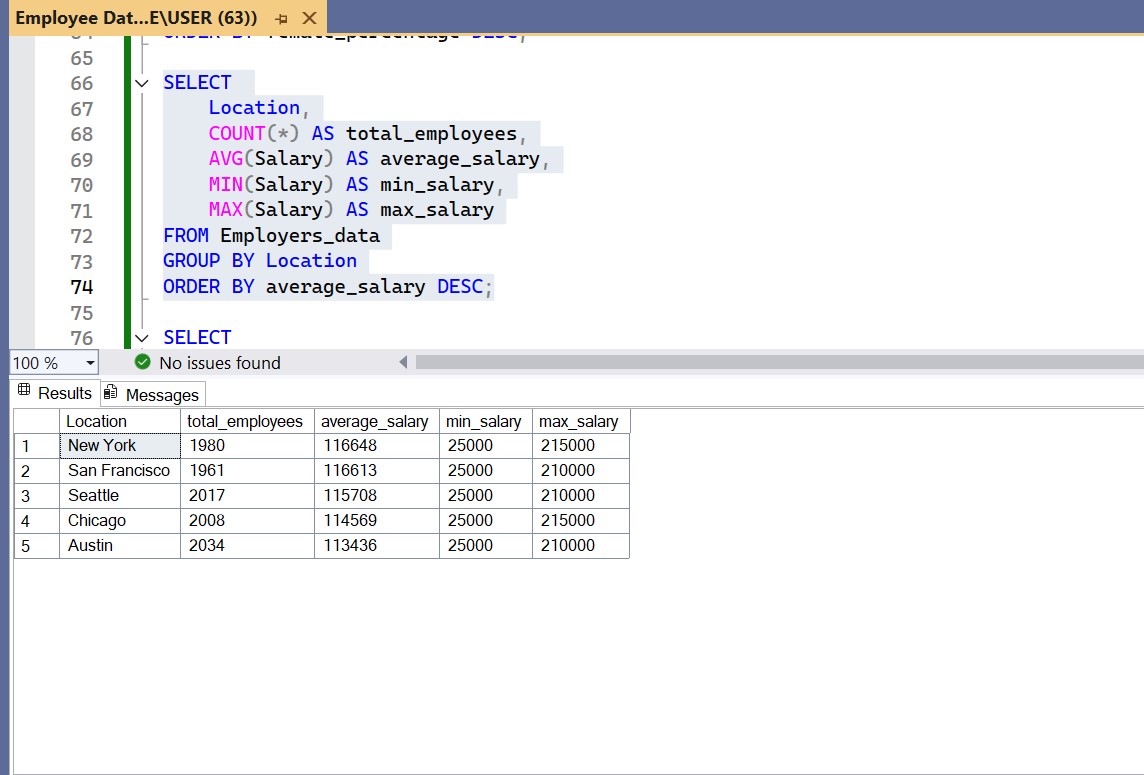 Employee Dat...E\USER (63))
ORDER BY female_percentage DESC;
65
66 SELECT
67 Location,
68 COUNT(*) AS total_employees,
69 AVG(Salary) AS average_salary,
70 MIN(Salary) AS min_salary,
71 MAX(Salary) AS max_salary
72 FROM Employers_data
73 GROUP BY Location
74 ORDER BY average_salary DESC;
75
76 SELECT
100 % No issues found
Results Messages
Location total_employees average_salary min_salary max_salary
1 New York 1980 116648 25000 215000
2 San Francisco 1961 116613 25000 210000
3 Seattle 2017 115708 25000 210000
4 Chicago 2008 114569 25000 215000
5 Austin 2034 113436 25000 210000